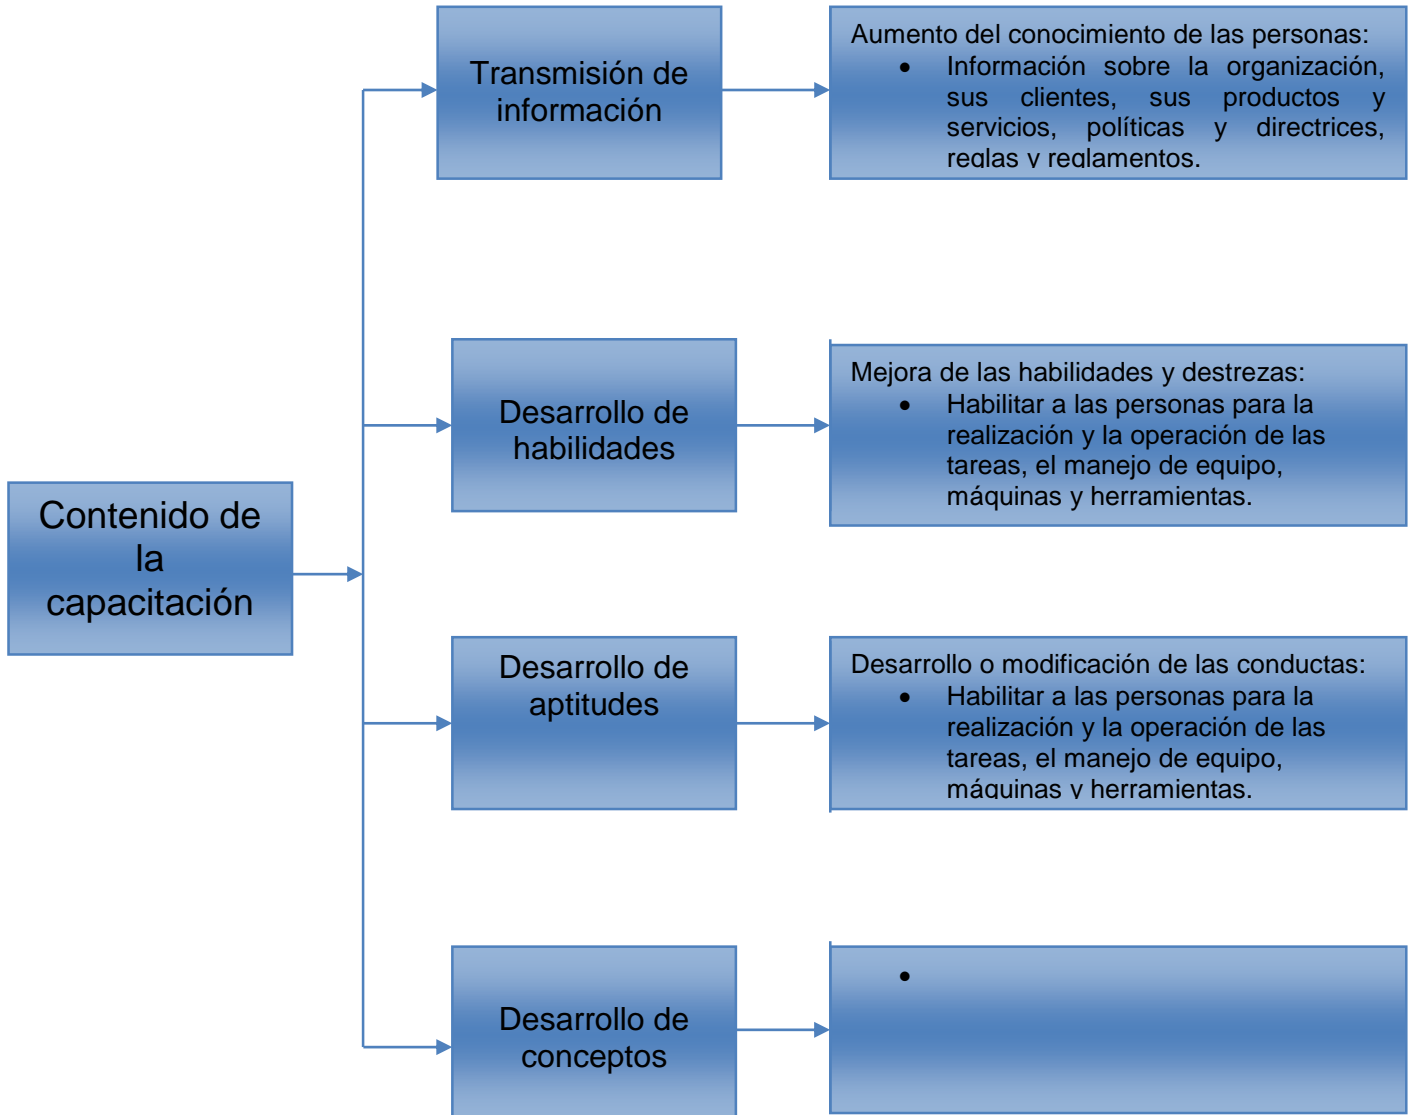 Contenido de
la
capacitación
Transmisión de
información
Aumento del conocimiento de las personas:
• Información sobre la organización,
sus clientes, sus productos y
servicios, políticas y directrices,
reglas y reglamentos.
Desarrollo de
habilidades
Mejora de las habilidades y destrezas:
• Habilitar a las personas para la
realización y la operación de las
tareas, el manejo de equipo,
máquinas y herramientas.
Desarrollo de
aptitudes
Desarrollo o modificación de las conductas:
• Habilitar a las personas para la
realización y la operación de las
tareas, el manejo de equipo,
máquinas y herramientas.
Desarrollo de
conceptos
•